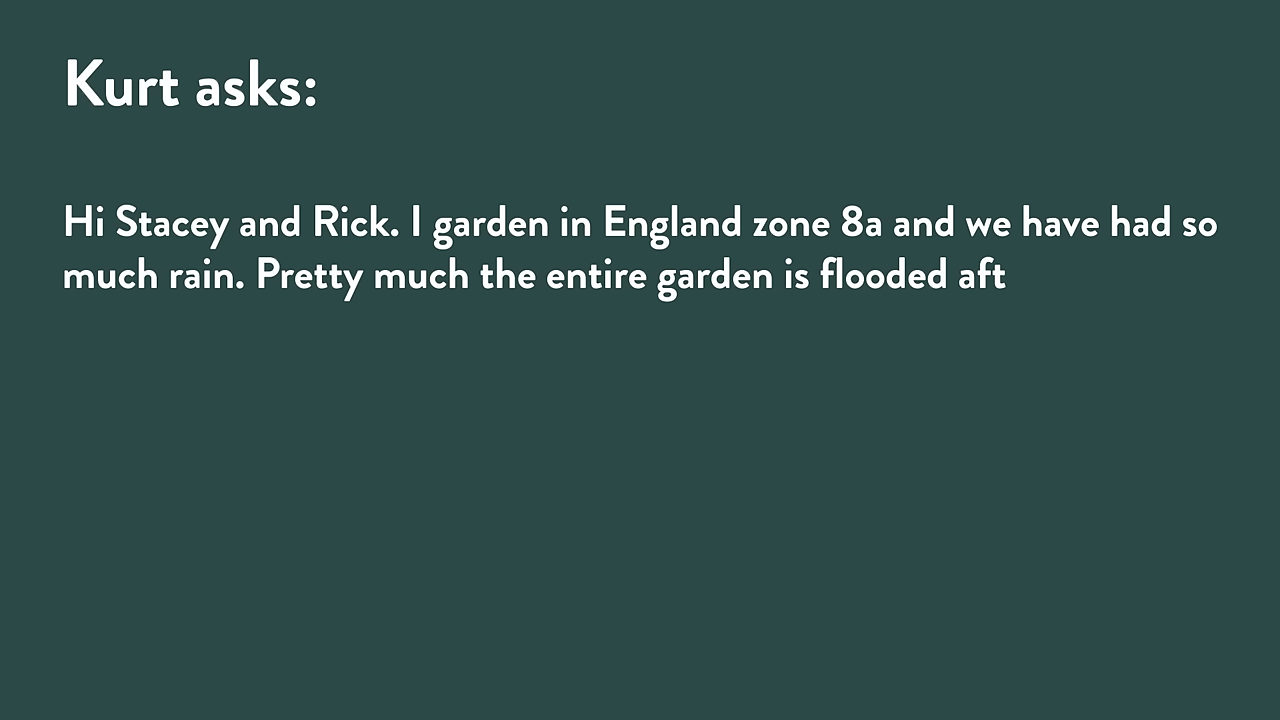 Kurt asks:
Hi Stacey and Rick. I garden in England zone 8a and we have had so
much rain. Pretty much the entire garden is flooded aft